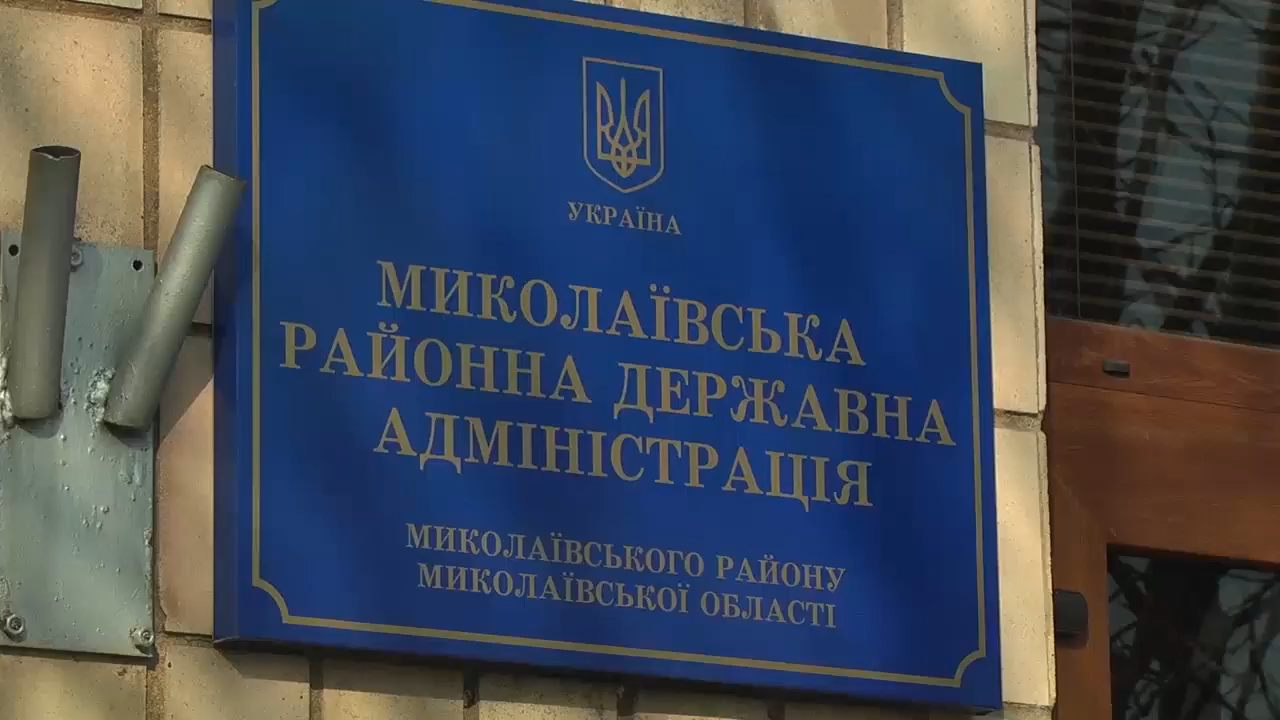 УКРАЇНА
МИКОЛАЇВСЬКА
РАЙОННА ДЕРЖАВНА
АДМІНІСТРАЦІЯ
МИКОЛАЇВСЬКОГО РАЙОНУ
МИКОЛАЇВСЬКОЇ ОБЛАСТІ